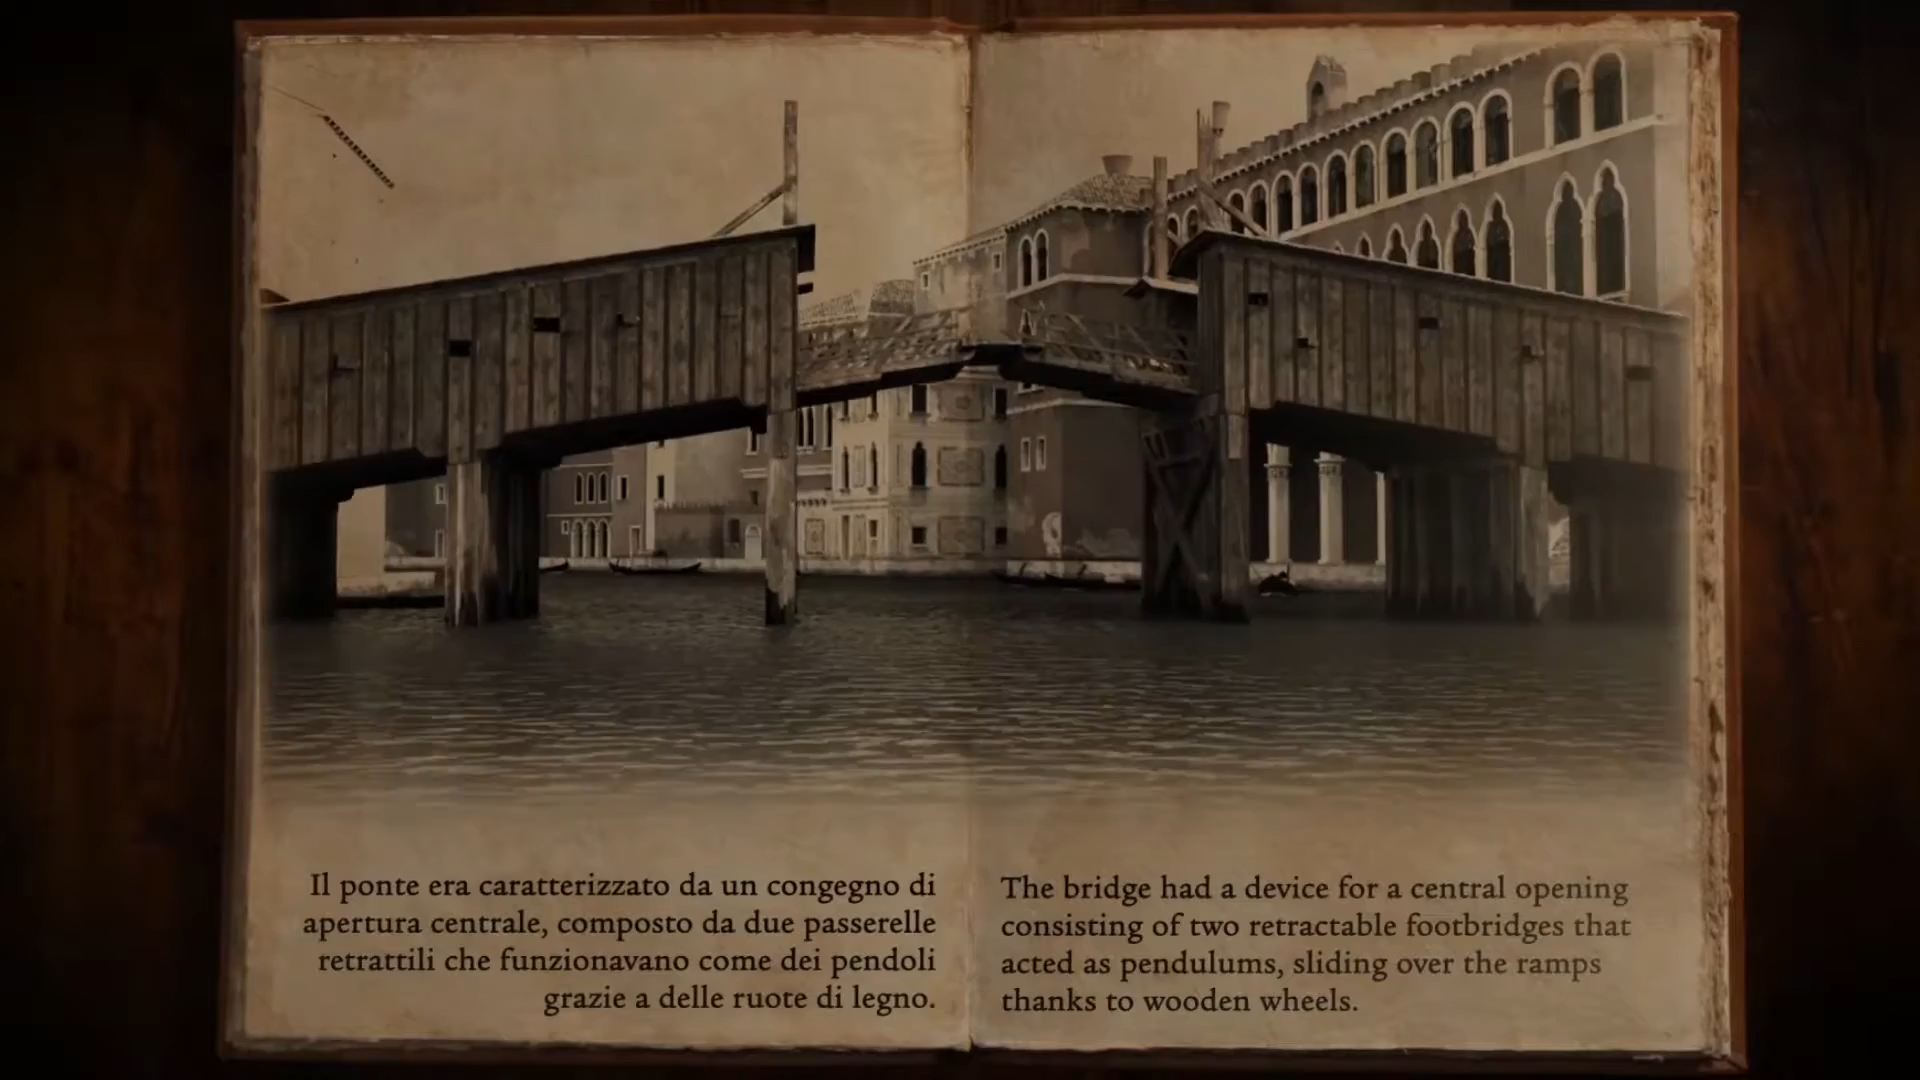 Il ponte era caratterizzato da un congegno di
apertura centrale, composto da due passerelle
retrattili che funzionavano come dei pendoli
grazie a delle ruote di legno.
The bridge had a device for a central opening
consisting of two retractable footbridges that
acted as pendulums, sliding over the ramps
thanks to wooden wheels.